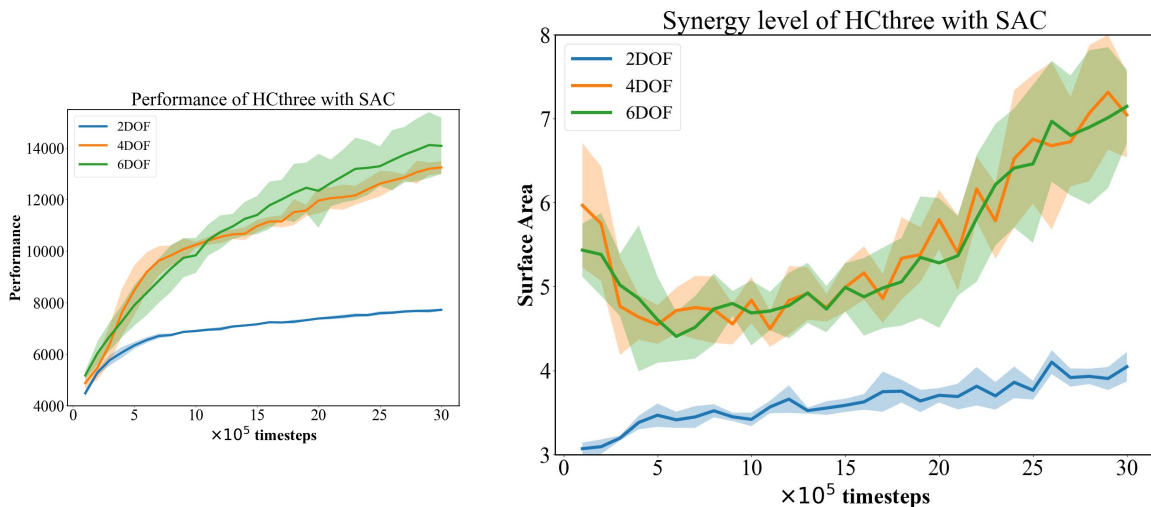 Performance of HCthree with SAC
2DOF
4DOF
6DOF
Performance
14000
12000
10000
8000
6000
4000
0
5
10
15
20
25
30
×10⁵ timesteps
Synergy level of HCthree with SAC
2DOF
4DOF
6DOF
Surface Area
8
7
6
5
4
3
0
5
10
15
20
25
30
×10⁵ timesteps